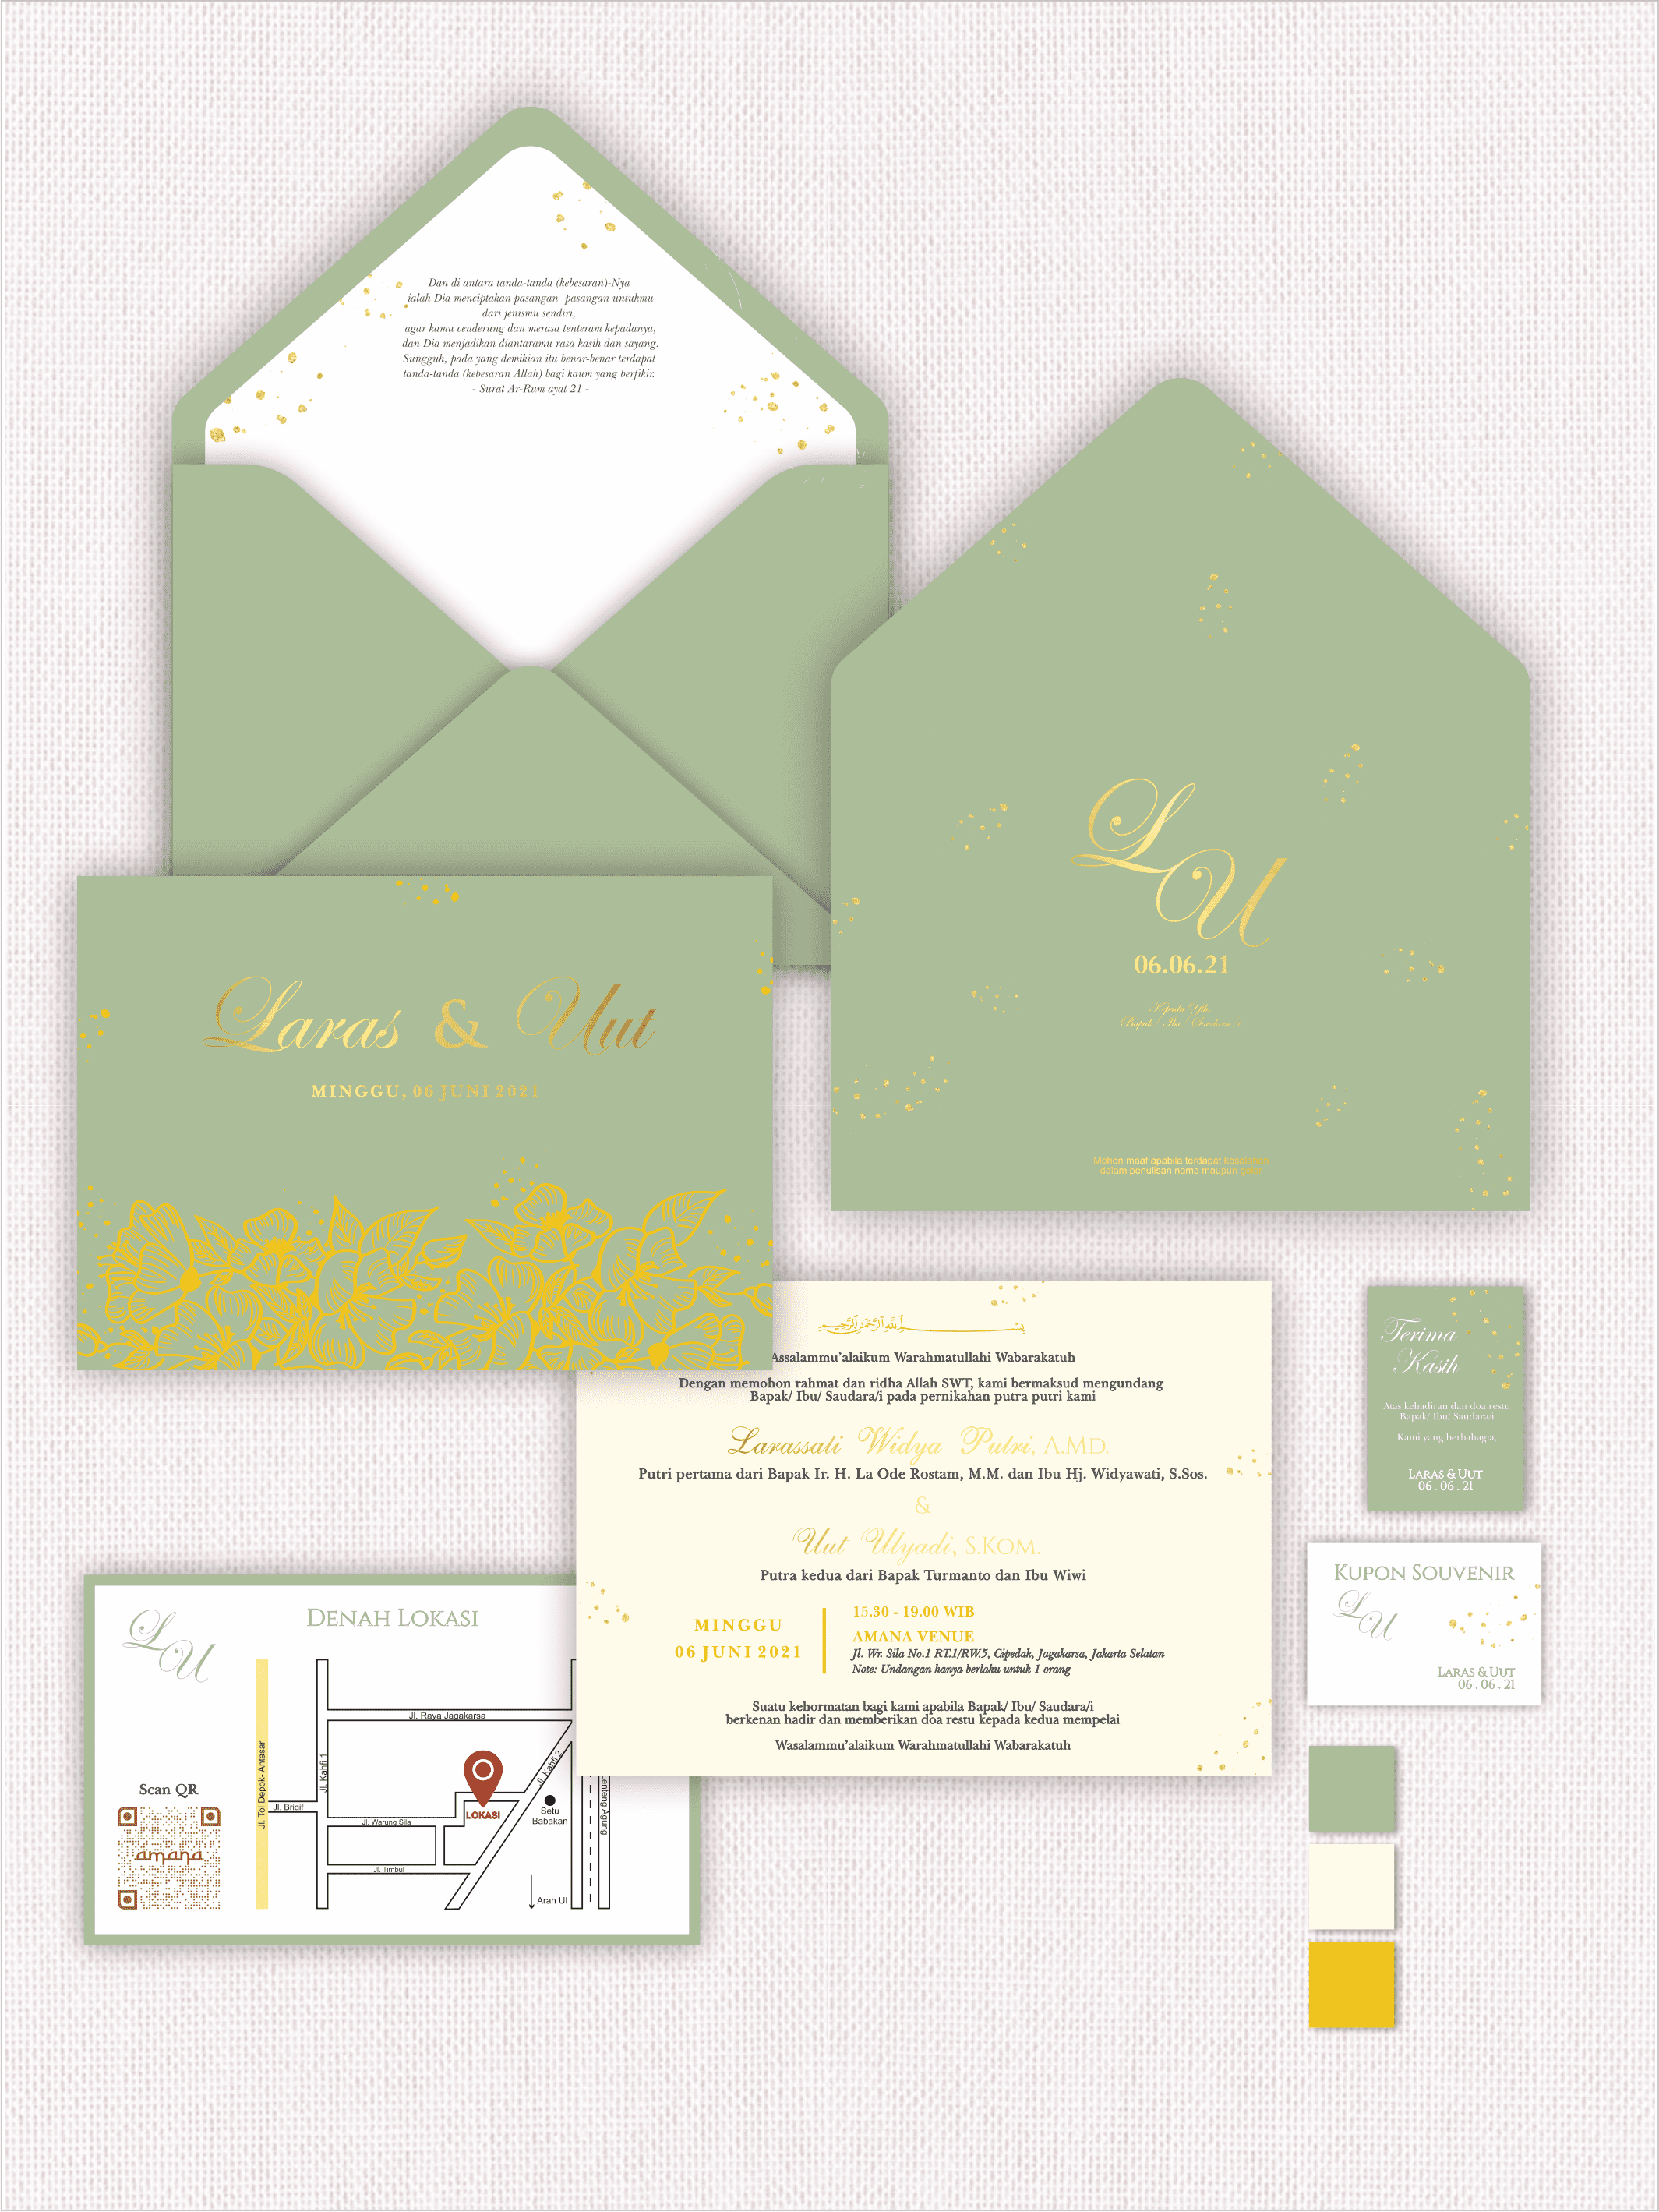 Dan di antara tanda-tanda (kebesaran)-Nya
ialah Dia menciptakan pasangan- pasangan untukmu
dari jenismu sendiri,
agar kamu cenderung dan merasa tenteram kepadanya,
dan Dia menjadikan diantaramu rasa kasih dan sayang.
Sungguh, pada yang demikian itu benar-benar terdapat
tanda-tanda (kebesaran Allah) bagi kaum yang berfikir.
- Surat Ar-Rum ayat 21 -
L U
06.06.21
Kepada Yth.
Bapak / Ibu / Saudara /i
Mohon maaf apabila terdapat kesalahan
dalam penulisan nama maupun gelar
Laras & Uut
MINGGU, 06 JUNI 2021
بِسْمِ اللَّهِ الرَّحْمَٰنِ الرَّحِيمِ
Assalammu'alaikum Warahmatullahi Wabarakatuh
Dengan memohon rahmat dan ridha Allah SWT, kami bermaksud mengundang
Bapak/ Ibu/ Saudara/i pada pernikahan putra putri kami
Larassati Widya Putri, A.Md.
Putri pertama dari Bapak Ir. H. La Ode Rostam, M.M. dan Ibu Hj. Widyawati, S.Sos.
&
Uut Ulyadi, S.Kom.
Putra kedua dari Bapak Turmanto dan Ibu Wiwi
MINGGU
06 JUNI 2021
15.30 - 19.00 WIB
AMANA VENUE
Jl. Wr. Sila No.1 RT.1/RW.5, Cipedak, Jagakarsa, Jakarta Selatan
Note: Undangan hanya berlaku untuk 1 orang
Suatu kehormatan bagi kami apabila Bapak/ Ibu/ Saudara/i
berkenan hadir dan memberikan doa restu kepada kedua mempelai
Wasalammu'alaikum Warahmatullahi Wabarakatuh
Terima
Kasih
Atas kehadiran dan doa restu
Bapak/ Ibu/ Saudara/i
Kami yang berbahagia,
Laras & Uut
06 . 06 . 21
Kupon Souvenir
L U
Laras & Uut
06 . 06 . 21
L U
Denah Lokasi
Jl. Raya Jagakarsa
Jl. Tol Depok- Antasari
Jl. Kahfi 1
Jl. Kahfi 2
Jl. Brigif
LOKASI
Jl. Warung Sila
Setu
Babakan
Lenteng Agung
Jl. Timbul
Arah UI
Scan QR
amana